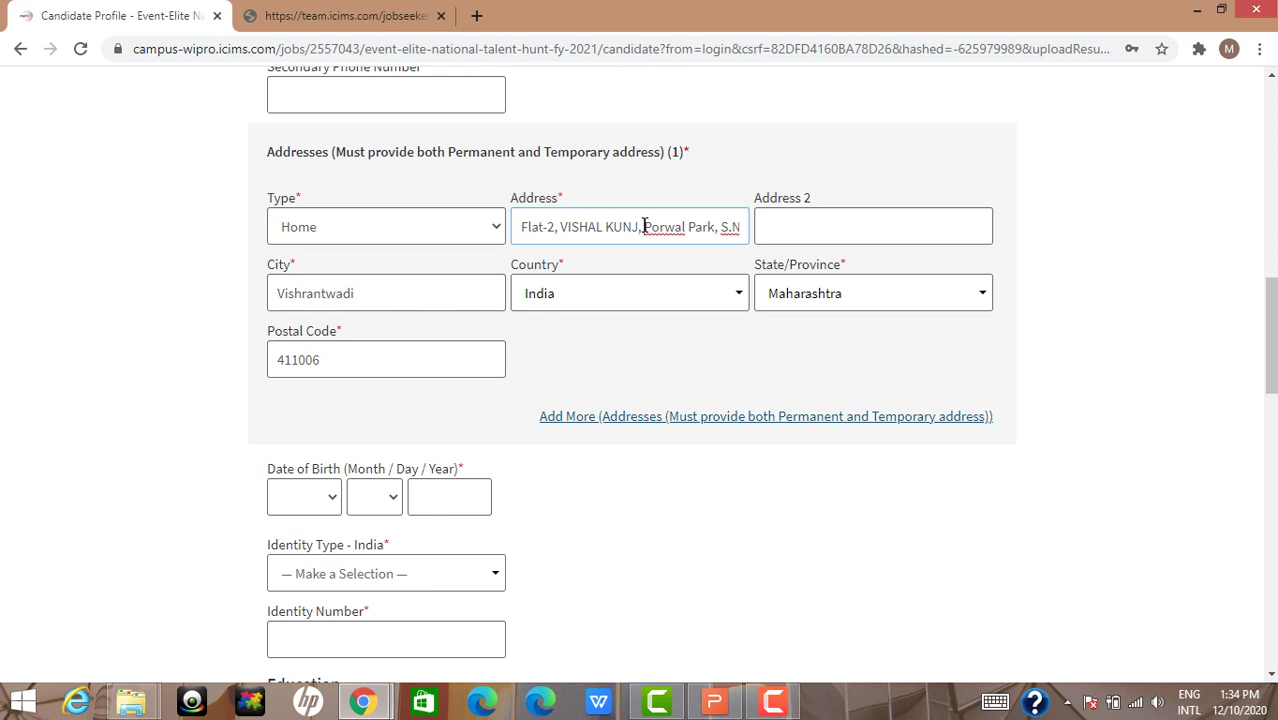 Candidate Profile - Event-Elite Na
https://team.icims.com/jobseeke
campus-wipro.icims.com/jobs/2557043/event-elite-national-talent-hunt-fy-2021/candidate?from=login&csrf=82DFD4160BA78D26&hashed=-625979989&uploadResu...
M
Secondary Phone Number
Addresses (Must provide both Permanent and Temporary address) (1)*
Type*
Address*
Address 2
Home
Flat-2, VISHAL KUNJ, Porwal Park, S.N
City*
Country*
State/Province*
Vishrantwadi
India
Maharashtra
Postal Code*
411006
Add More (Addresses (Must provide both Permanent and Temporary address))
Date of Birth (Month / Day / Year)*
Identity Type - India*
— Make a Selection —
Identity Number*
Education
ENG
1:34 PM
INTL
12/10/2020